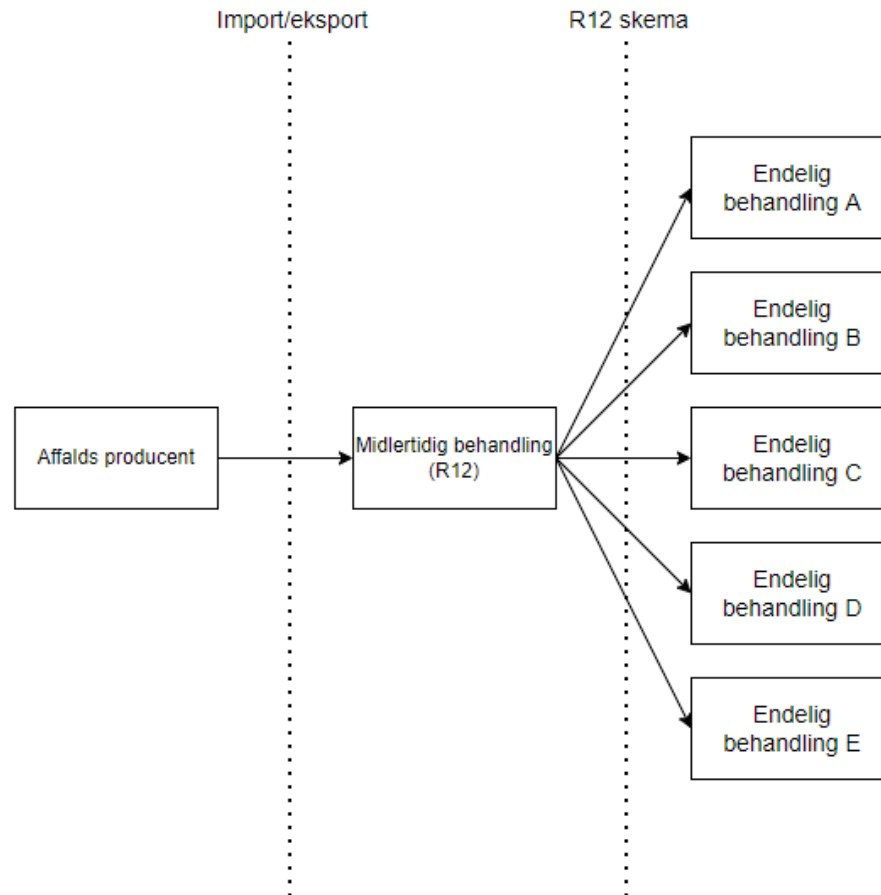 Import/eksport
R12 skema
Endelig
behandling A
Endelig
behandling B
Affalds producent
Midlertidig behandling
(R12)
Endelig
behandling C
Endelig
behandling D
Endelig
behandling E